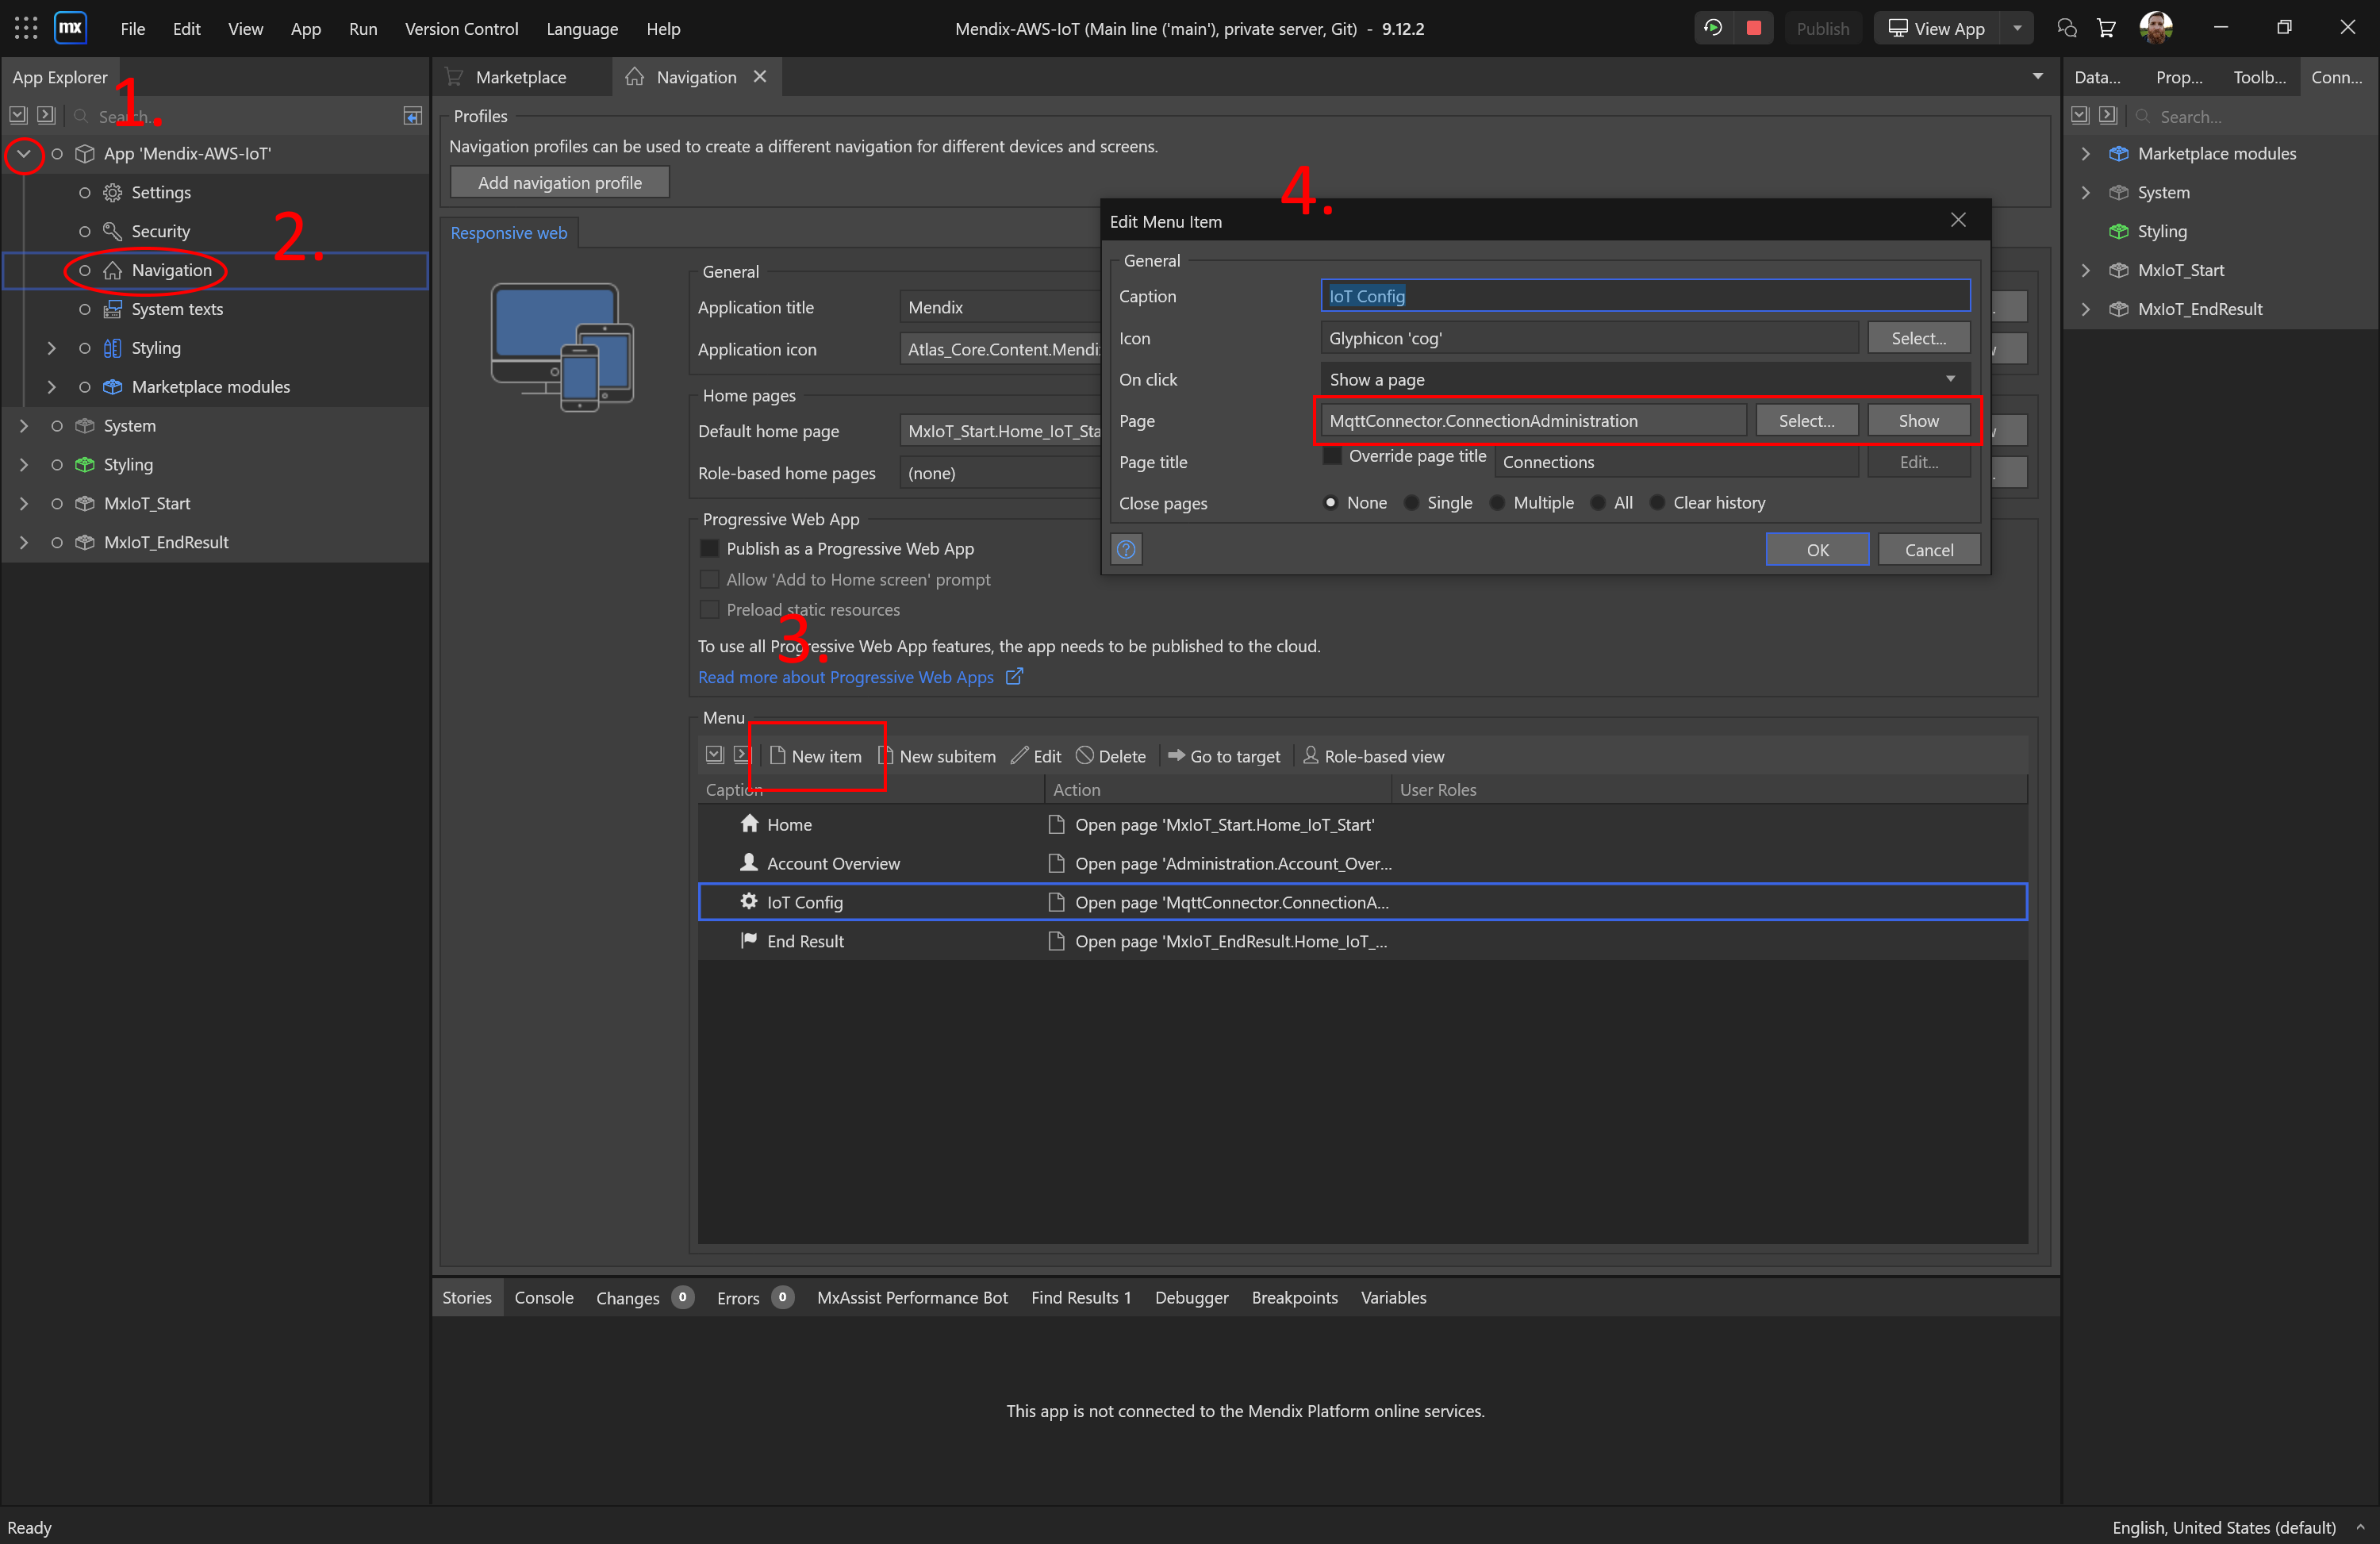 mx File Edit View App Run Version Control Language Help Mendix-AWS-IoT (Main line ('main'), private server, Git) - 9.12.2 Publish View App
App Explorer
1.
Search...
App 'Mendix-AWS-IoT'
Settings
Security
2.
Navigation
System texts
Styling
Marketplace modules
System
Styling
MxIoT_Start
MxIoT_EndResult
Marketplace Navigation
Profiles
Navigation profiles can be used to create a different navigation for different devices and screens.
Add navigation profile
Responsive web
General
Application title Mendix
Application icon Atlas_Core.Content.Mendi
Home pages
Default home page MxIoT_Start.Home_IoT_Sta
Role-based home pages (none)
Progressive Web App
Publish as a Progressive Web App
Allow 'Add to Home screen' prompt
Preload static resources
3.
To use all Progressive Web App features, the app needs to be published to the cloud.
Read more about Progressive Web Apps
4.
Edit Menu Item
General
Caption IoT Config
Icon Glyphicon 'cog' Select...
On click Show a page
Page MqttConnector.ConnectionAdministration Select... Show
Page title Override page title Connections Edit...
Close pages None Single Multiple All Clear history
? OK Cancel
Menu
New item New subitem Edit Delete Go to target Role-based view
Caption Action User Roles
Home Open page 'MxIoT_Start.Home_IoT_Start'
Account Overview Open page 'Administration.Account_Over...
IoT Config Open page 'MqttConnector.ConnectionA...
End Result Open page 'MxIoT_EndResult.Home_IoT_...
Stories Console Changes 0 Errors 0 MxAssist Performance Bot Find Results 1 Debugger Breakpoints Variables
This app is not connected to the Mendix Platform online services.
Data... Prop... Toolb... Conn...
Search...
Marketplace modules
System
Styling
MxIoT_Start
MxIoT_EndResult
Ready English, United States (default)